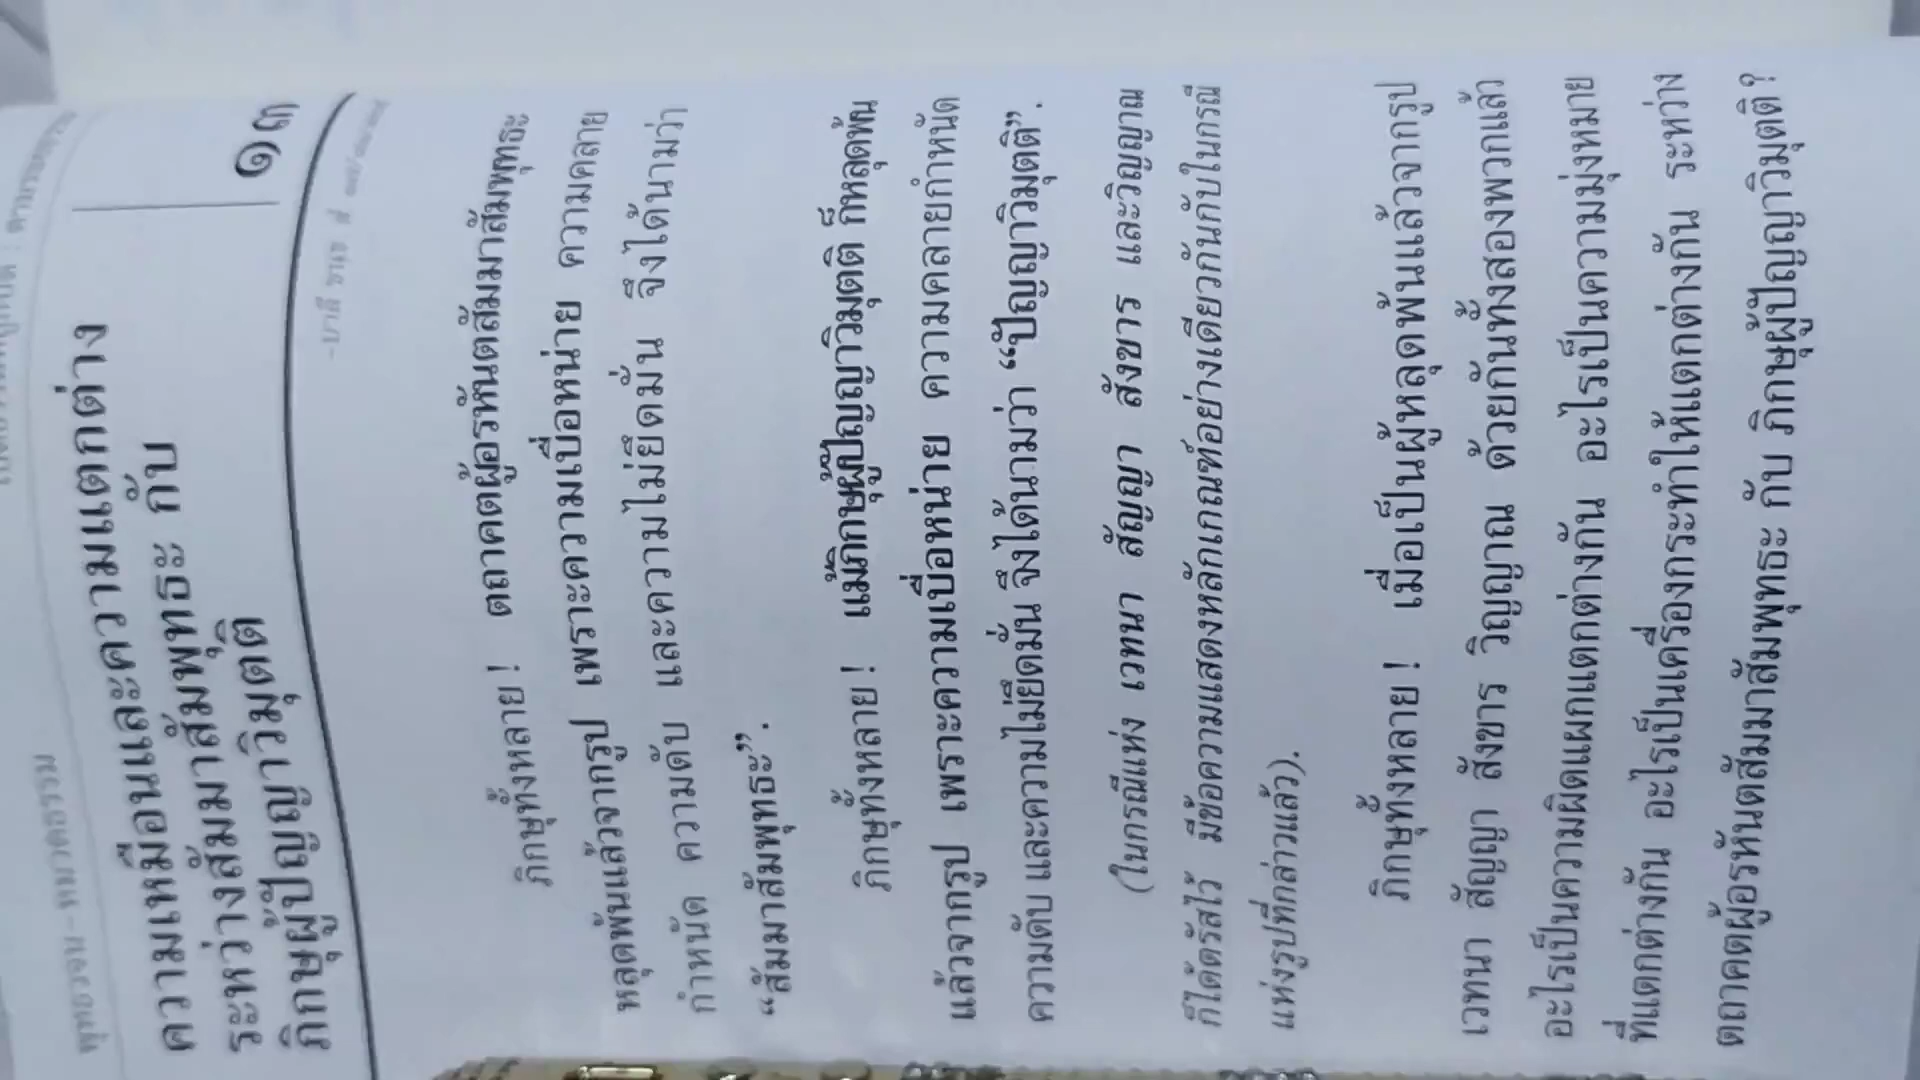 ความเหมือนและความแตกต่าง
ระหว่างสัมมาสัมพุทธะ กับ
ภิกษุผู้ปัญญาวิมุตติ
๑๓
ภิกษุทั้งหลาย ! ตถาคตผู้อรหันตสัมมาสัมพุทธะ
หลุดพ้นแล้วจากรูป เพราะความเบื่อหน่าย ความคลาย
กำหนัด ความดับ และความไม่ยึดมั่น จึงได้นามว่า
“สัมมาสัมพุทธะ”.
ภิกษุทั้งหลาย ! แม้ภิกษุผู้ปัญญาวิมุตติ ก็หลุดพ้น
แล้วจากรูป เพราะความเบื่อหน่าย ความคลายกำหนัด
ความดับ และความไม่ยึดมั่น จึงได้นามว่า “ปัญญาวิมุตติ”.
(ในกรณีแห่ง เวทนา สัญญา สังขาร และวิญญาณ
ก็ได้ตรัสไว้ มีข้อความแสดงหลักเกณฑ์อย่างเดียวกันกับในกรณี
แห่งรูปที่กล่าวแล้ว).
ภิกษุทั้งหลาย ! เมื่อเป็นผู้หลุดพ้นแล้วจากรูป
เวทนา สัญญา สังขาร วิญญาณ ด้วยกันทั้งสองพวกแล้ว
อะไรเป็นความผิดแผกแตกต่างกัน อะไรเป็นความมุ่งหมาย
ที่แตกต่างกัน อะไรเป็นเครื่องกระทำให้แตกต่างกัน ระหว่าง
ตถาคตผู้อรหันตสัมมาสัมพุทธะ กับ ภิกษุผู้ปัญญาวิมุตติ?